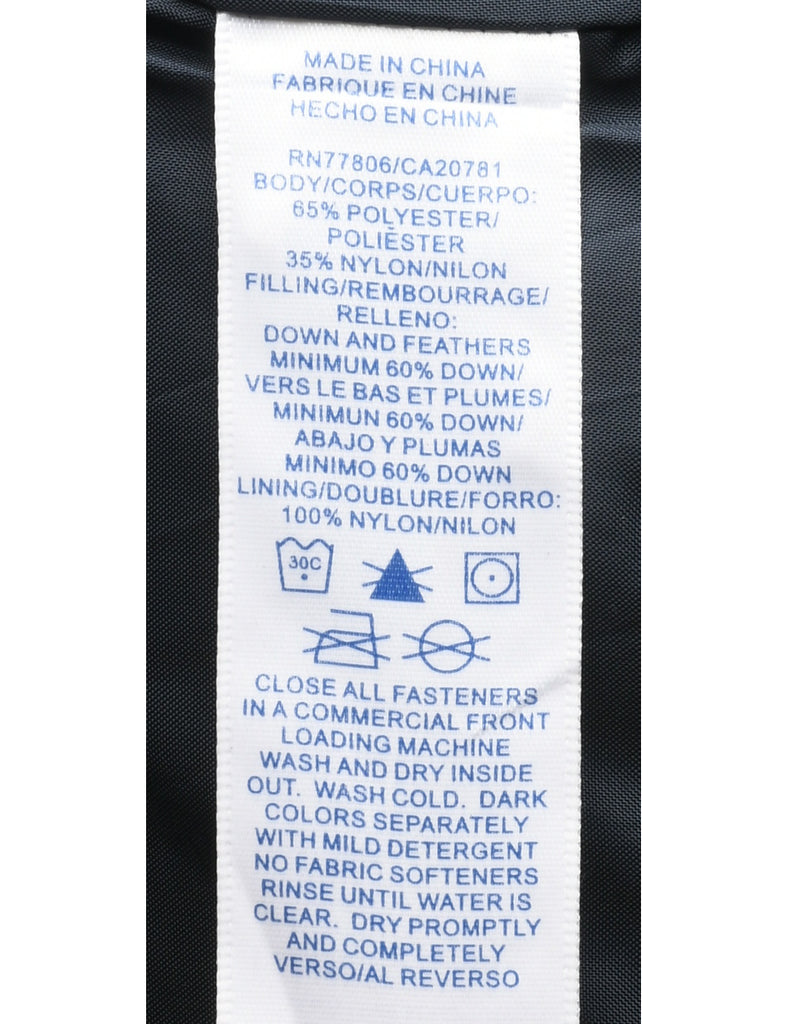 MADE IN CHINA
FABRIQUE EN CHINE
HECHO EN CHINA
RN77806/CA20781
BODY/CORPS/CUERPO:
65% POLYESTER/
POLIÈSTER
35% NYLON/NILON
FILLING/REMBOURRAGE/
RELLENO:
DOWN AND FEATHERS
MINIMUM 60% DOWN/
VERS LE BAS ET PLUMES/
MINIMUN 60% DOWN/
ABAJO Y PLUMAS
MINIMO 60% DOWN
LINING/DOUBLURE/FORRO:
100% NYLON/NILON
30C
CLOSE ALL FASTENERS
IN A COMMERCIAL FRONT
LOADING MACHINE
WASH AND DRY INSIDE
OUT. WASH COLD. DARK
COLORS SEPARATELY
WITH MILD DETERGENT
NO FABRIC SOFTENERS
RINSE UNTIL WATER IS
CLEAR. DRY PROMPTLY
AND COMPLETELY
VERSO/AL REVERSO